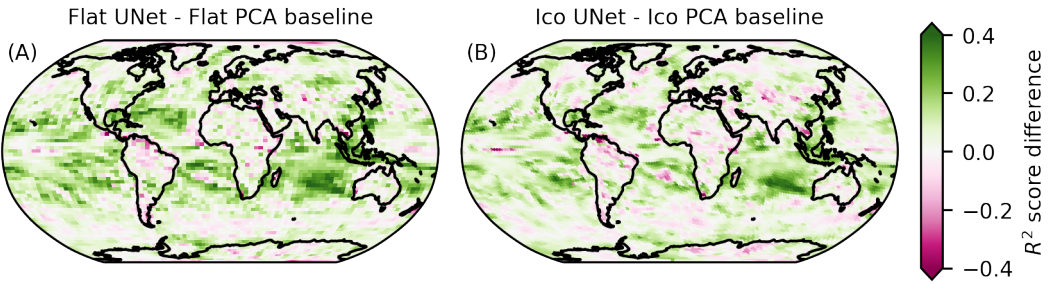 Flat UNet - Flat PCA baseline
Ico UNet - Ico PCA baseline
(A)
(B)
0.4
0.2
0.0
−0.2
−0.4
R² score difference